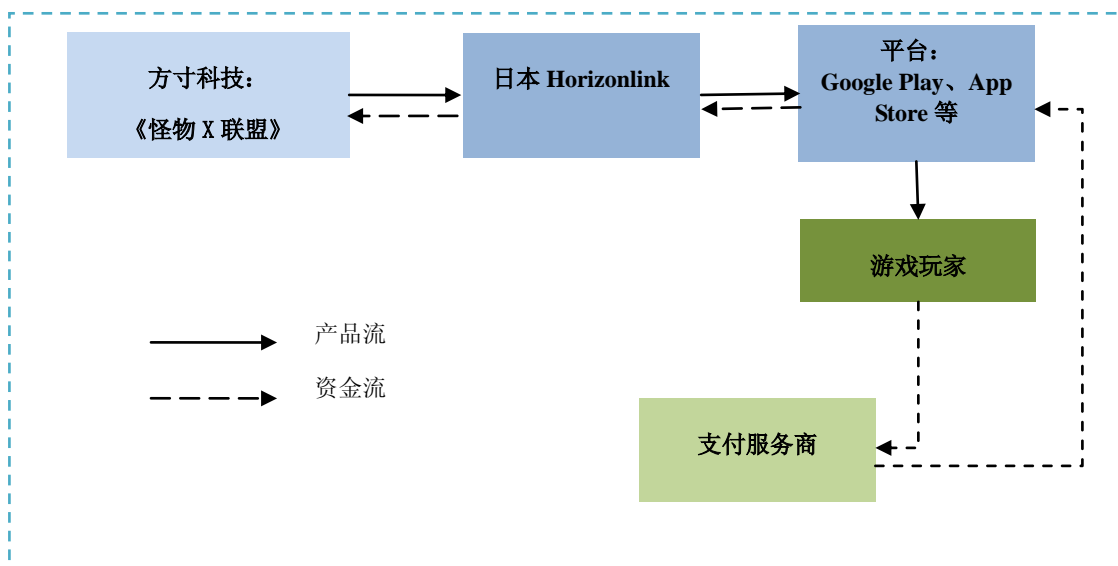 方寸科技：
《怪物 X 联盟》
日本 Horizonlink
平台：
Google Play、App
Store 等
游戏玩家
产品流
资金流
支付服务商